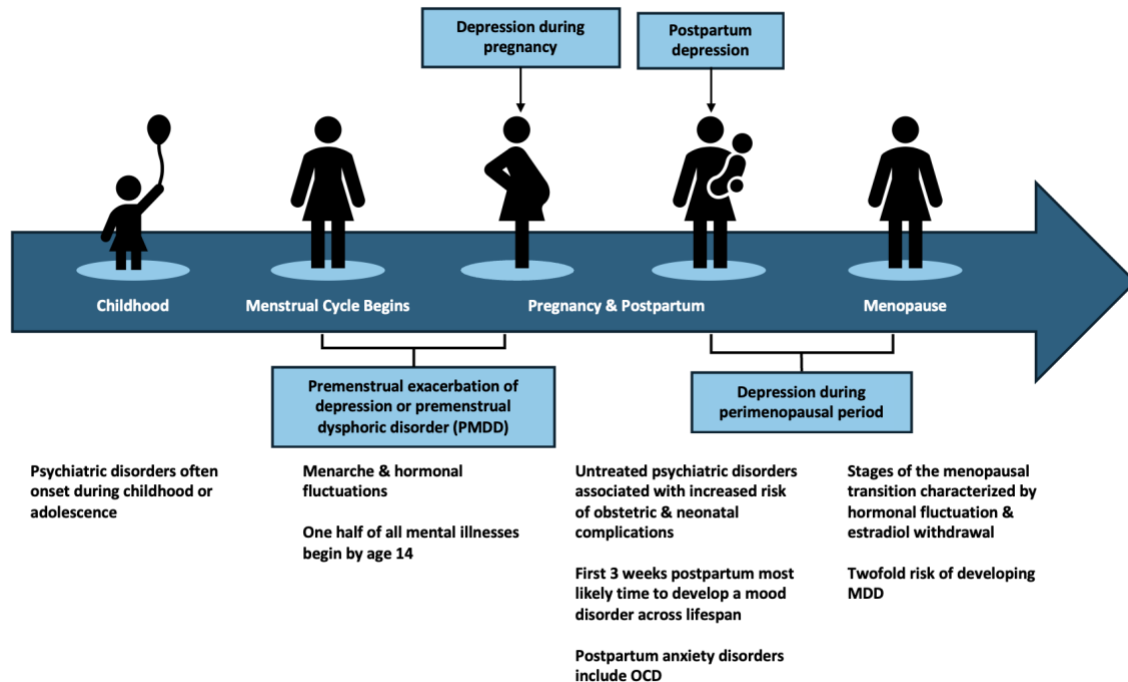 Depression during
pregnancy
Postpartum
depression
Childhood
Menstrual Cycle Begins
Pregnancy & Postpartum
Menopause
Premenstrual exacerbation of
depression or premenstrual
dysphoric disorder (PMDD)
Depression during
perimenopausal period
Psychiatric disorders often
onset during childhood or
adolescence
Menarche & hormonal
fluctuations
One half of all mental illnesses
begin by age 14
Untreated psychiatric disorders
associated with increased risk
of obstetric & neonatal
complications
First 3 weeks postpartum most
likely time to develop a mood
disorder across lifespan
Postpartum anxiety disorders
include OCD
Stages of the menopausal
transition characterized by
hormonal fluctuation &
estradiol withdrawal
Twofold risk of developing
MDD